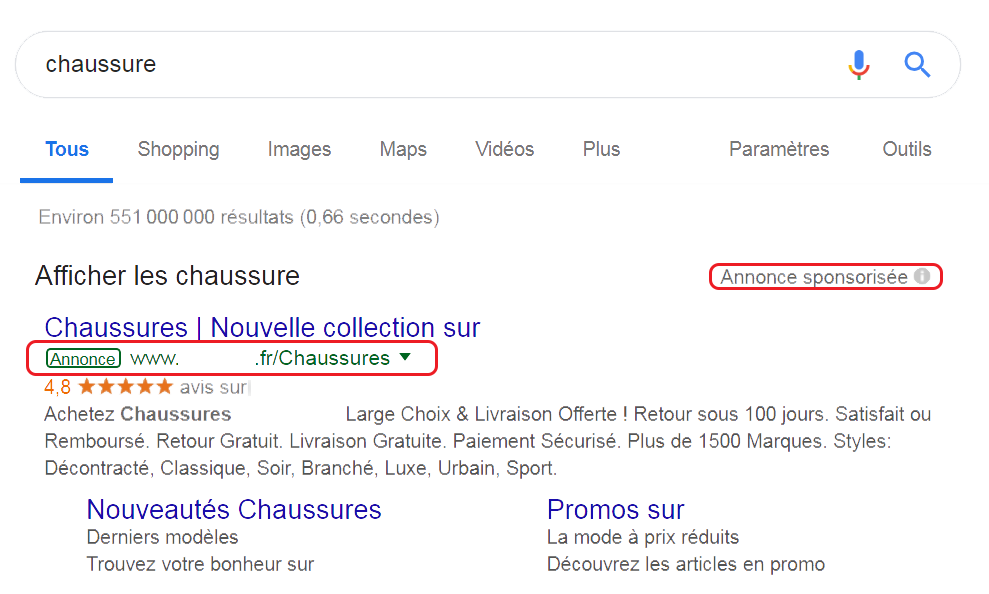 chaussure
Tous Shopping Images Maps Vidéos Plus Paramètres Outils
Environ 551 000 000 résultats (0,66 secondes)
Afficher les chaussure Annonce sponsorisée
Chaussures | Nouvelle collection sur
Annonce www. .fr/Chaussures
4,8 avis sur
Achetez Chaussures Large Choix & Livraison Offerte ! Retour sous 100 jours. Satisfait ou
Remboursé. Retour Gratuit. Livraison Gratuite. Paiement Sécurisé. Plus de 1500 Marques. Styles:
Décontracté, Classique, Soir, Branché, Luxe, Urbain, Sport.
Nouveautés Chaussures Promos sur
Derniers modèles La mode à prix réduits
Trouvez votre bonheur sur Découvrez les articles en promo